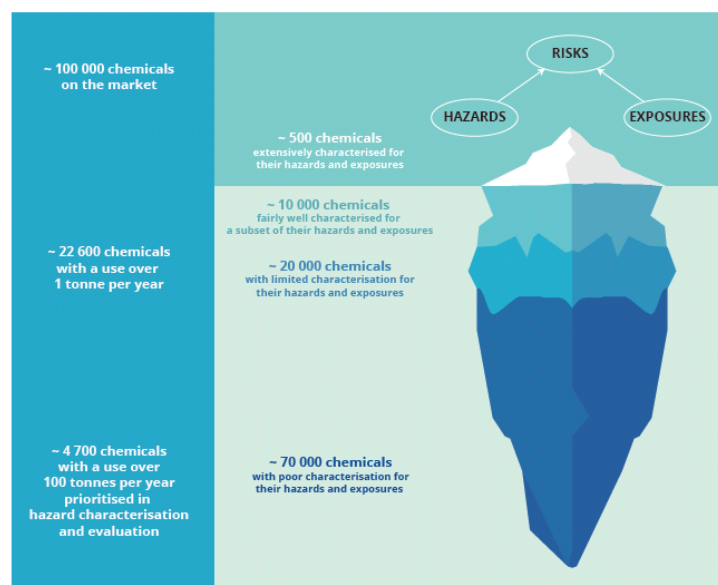 ~ 100 000 chemicals
on the market
~ 22 600 chemicals
with a use over
1 tonne per year
~ 4 700 chemicals
with a use over
100 tonnes per year
prioritised in
hazard characterisation
and evaluation
RISKS
HAZARDS
EXPOSURES
~ 500 chemicals
extensively characterised for
their hazards and exposures
~ 10 000 chemicals
fairly well characterised for
a subset of their hazards and exposures
~ 20 000 chemicals
with limited characterisation for
their hazards and exposures
~ 70 000 chemicals
with poor characterisation for
their hazards and exposures